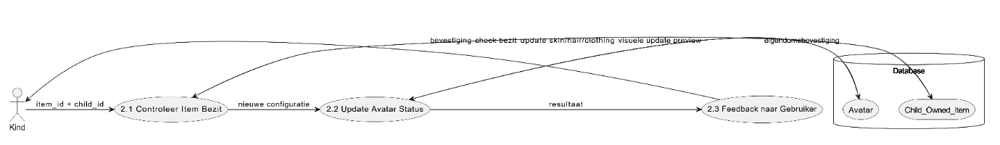 bevestiging check bezit update skin/hair/clothing visuele update preview
eigendomsbevestiging
Database
item_id + child_id
2.1 Controleer Item Bezit
nieuwe configuratie
2.2 Update Avatar Status
resultaat
2.3 Feedback naar Gebruiker
Avatar
Child_Owned_Item
Kind